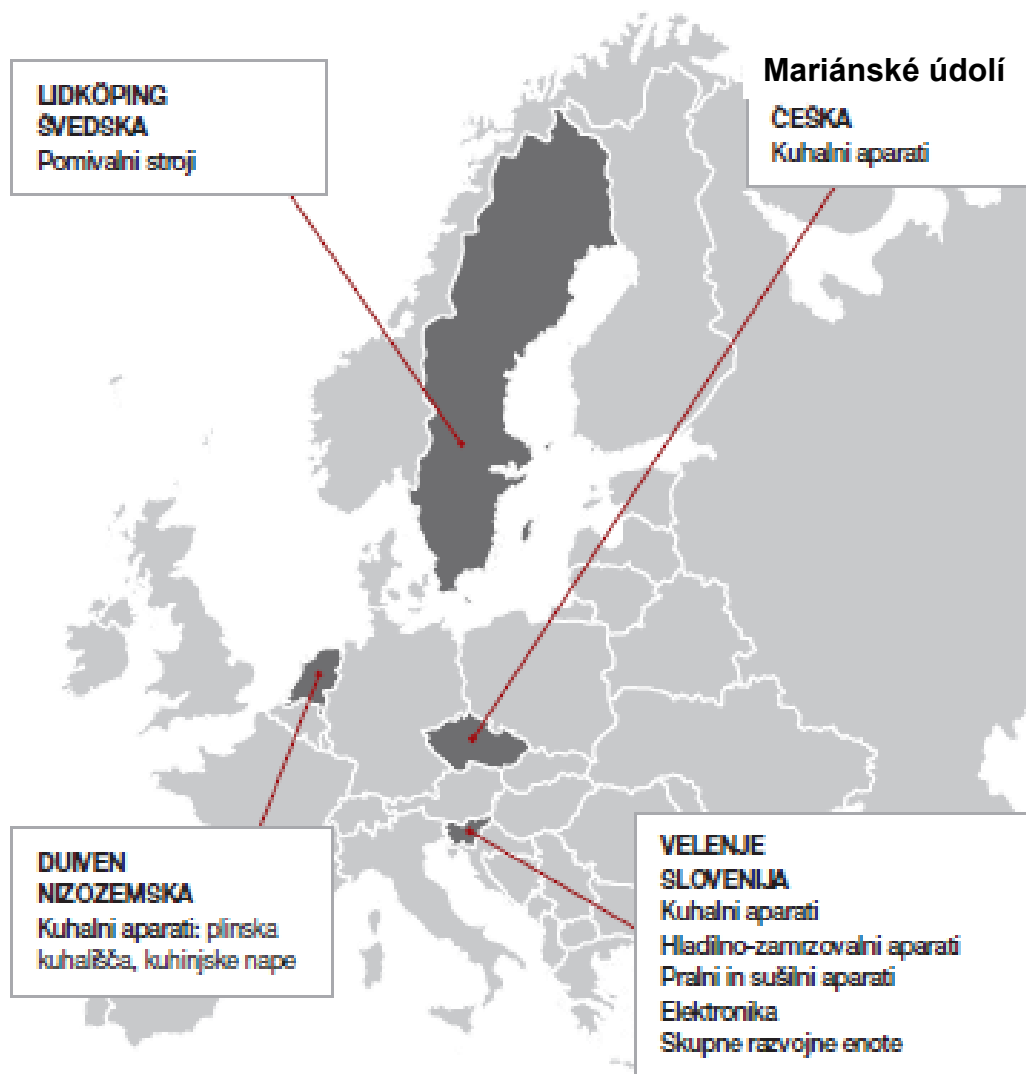 LIDKÖPING
ŠVEDSKA
Pomivalni stroji
Mariánské údolí
ČEŠKA
Kuhalni aparati
DUIVEN
NIZOZEMSKA
Kuhalni aparati: plinska
kuhališča, kuhinjske nape
VELENJE
SLOVENIJA
Kuhalni aparati
Hladilno-zamrzovalni aparati
Pralni in sušilni aparati
Elektronika
Skupne razvojne enote